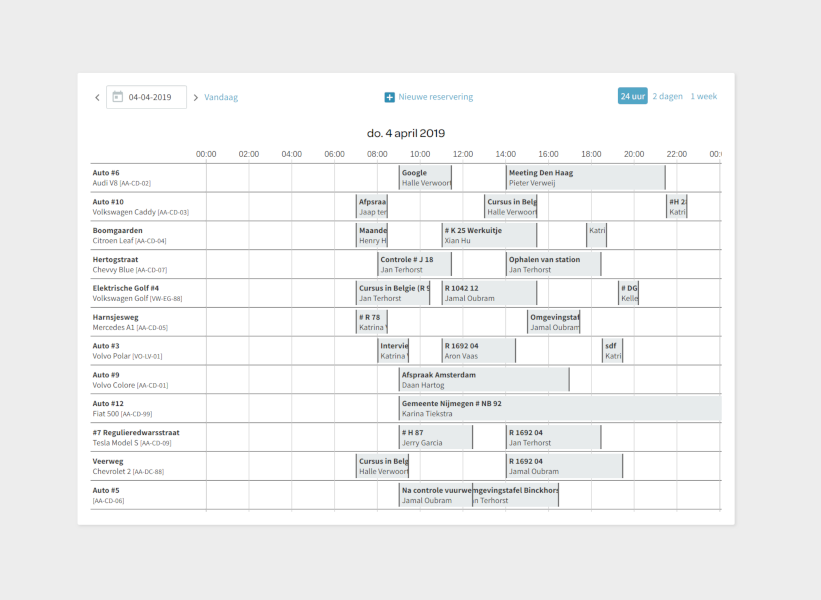 04-04-2019 Vandaag Nieuwe reservering 24 uur 2 dagen 1 week
do. 4 april 2019
00:00 02:00 04:00 06:00 08:00 10:00 12:00 14:00 16:00 18:00 20:00 22:00 00:
Auto #6 Google Meeting Den Haag
Audi V8 [AA-CD-02] Halle Verwoort Pieter Verweij
Auto #10 Afpsraa Cursus in Belg #H 2
Volkswagen Caddy [AA-CD-03] Jaap ter Halle Verwoort Katri
Boomgaarden Maande # K 25 Werkuitje Katri
Citroen Leaf [AA-CD-04] Henry H Xian Hu
Hertogstraat Controle # J 18 Ophalen van station
Chevvy Blue [AA-CD-07] Jan Terhorst Jan Terhorst
Elektrische Golf #4 Cursus in Belgie (R 9 R 1042 12 # DG
Volkswagen Golf [VW-EG-88] Jan Terhorst Jamal Oubram Kelle
Harnsjesweg # R 78 Omgevingstaf
Mercedes A1 [AA-CD-05] Katrina Jamal Oubram
Auto #3 Intervie R 1692 04 sdf
Volvo Polar [VO-LV-01] Katrina Aron Vaas Katri
Auto #9 Afspraak Amsterdam
Volvo Colore [AA-CD-01] Daan Hartog
Auto #12 Gemeente Nijmegen # NB 92
Fiat 500 [AA-CD-99] Karina Tiekstra
#7 Regulieredwarsstraat # H 87 R 1692 04
Tesla Model S [AA-CD-09] Jerry Garcia Jan Terhorst
Veerweg Cursus in Belg R 1692 04
Chevrolet 2 [AA-DC-88] Halle Verwoort Jamal Oubram
Auto #5 Na controle vuurwe mgevingstafel Binckhors
[AA-CD-06] Jamal Oubram n Terhorst